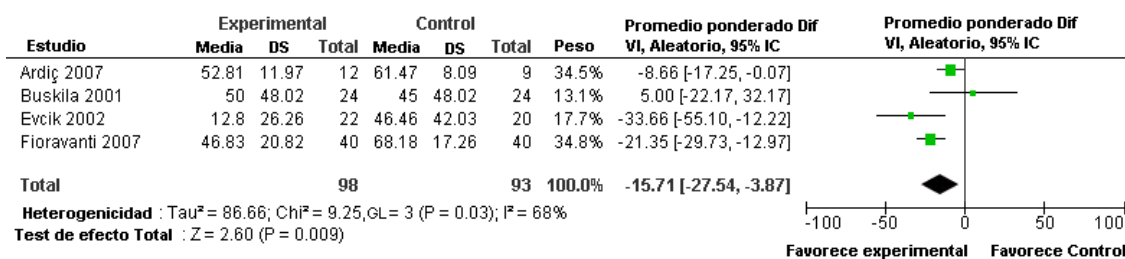 Experimental Control Promedio ponderado Dif Promedio ponderado Dif
Estudio Media DS Total Media DS Total Peso VI, Aleatorio, 95% IC VI, Aleatorio, 95% IC
Ardiç 2007 52.81 11.97 12 61.47 8.09 9 34.5% -8.66 [-17.25, -0.07]
Buskila 2001 50 48.02 24 45 48.02 24 13.1% 5.00 [-22.17, 32.17]
Evcik 2002 12.8 26.26 22 46.46 42.03 20 17.7% -33.66 [-55.10, -12.22]
Fioravanti 2007 46.83 20.82 40 68.18 17.26 40 34.8% -21.35 [-29.73, -12.97]
Total 98 93 100.0% -15.71 [-27.54, -3.87]
Heterogenicidad : Tau² = 86.66; Chi² = 9.25, GL= 3 (P = 0.03); I² = 68%
Test de efecto Total : Z = 2.60 (P = 0.009)
-100 -50 0 50 100
Favorece experimental Favorece Control